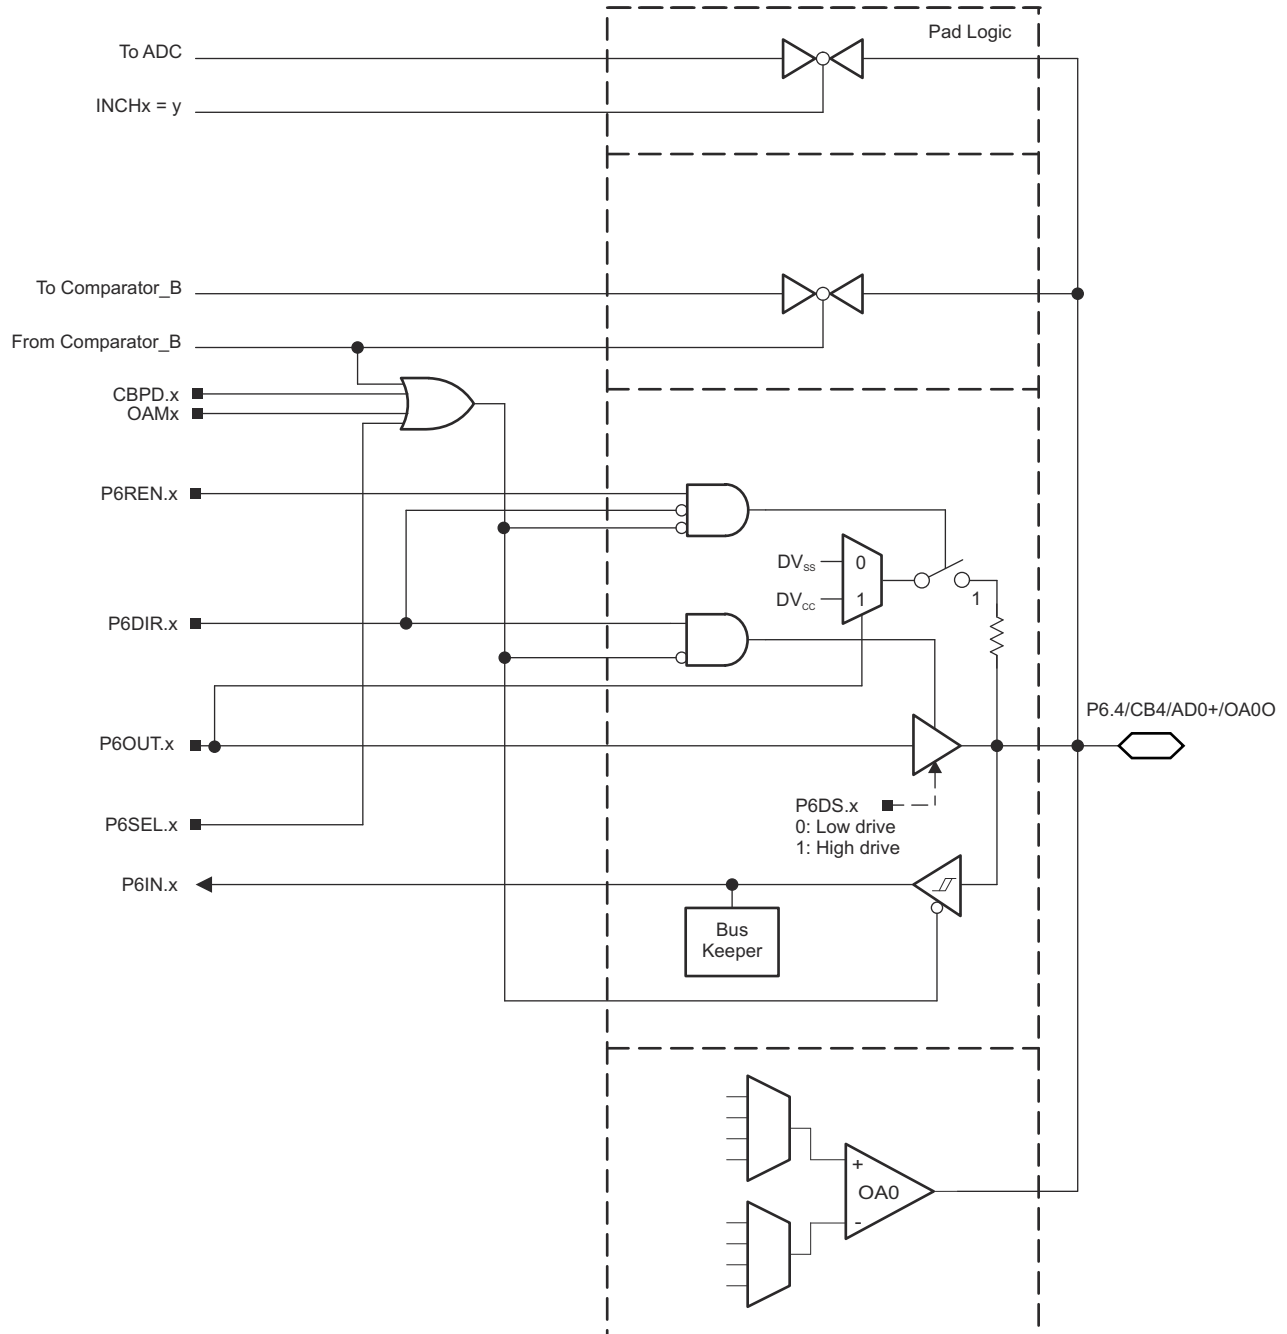 Pad Logic
To ADC
INCHx = y
To Comparator_B
From Comparator_B
CBPD.x
OAMx
P6REN.x
DVSS
0
DVCC
1
1
P6DIR.x
P6.4/CB4/AD0+/OA0O
P6OUT.x
P6DS.x
0: Low drive
1: High drive
P6SEL.x
P6IN.x
Bus
Keeper
+
OA0
-